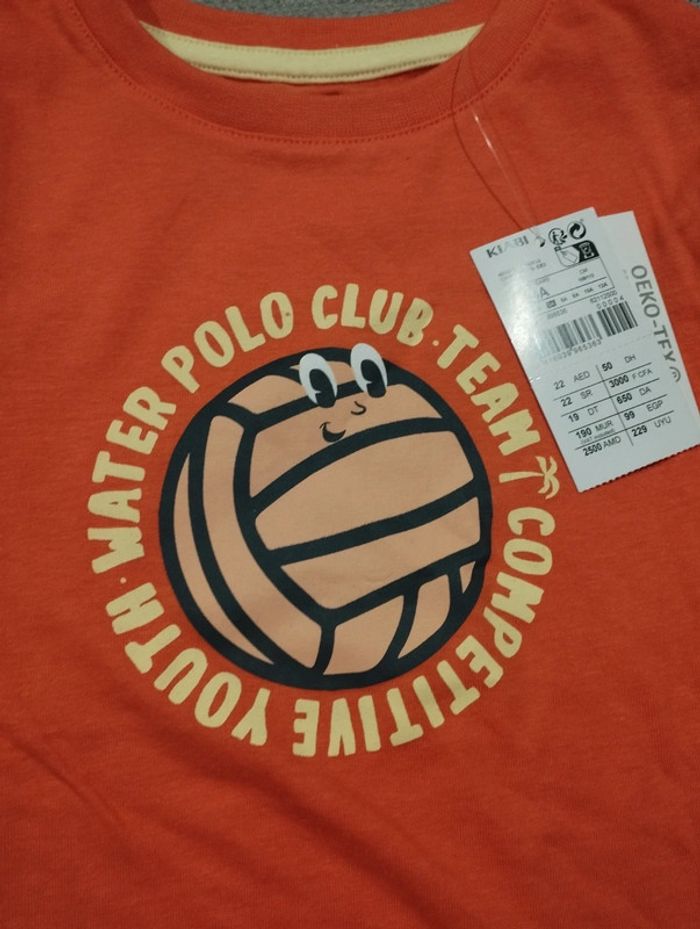 WATER POLO CLUB · TEAM COMPETITIVE YOUTH ·
KIABI
OEKO-TEX
22 AED
50 DH
22 SR
3000 F.CFA
19 DT
650 DA
190 MUR
99 EGP
2500 AMD
229 UYU